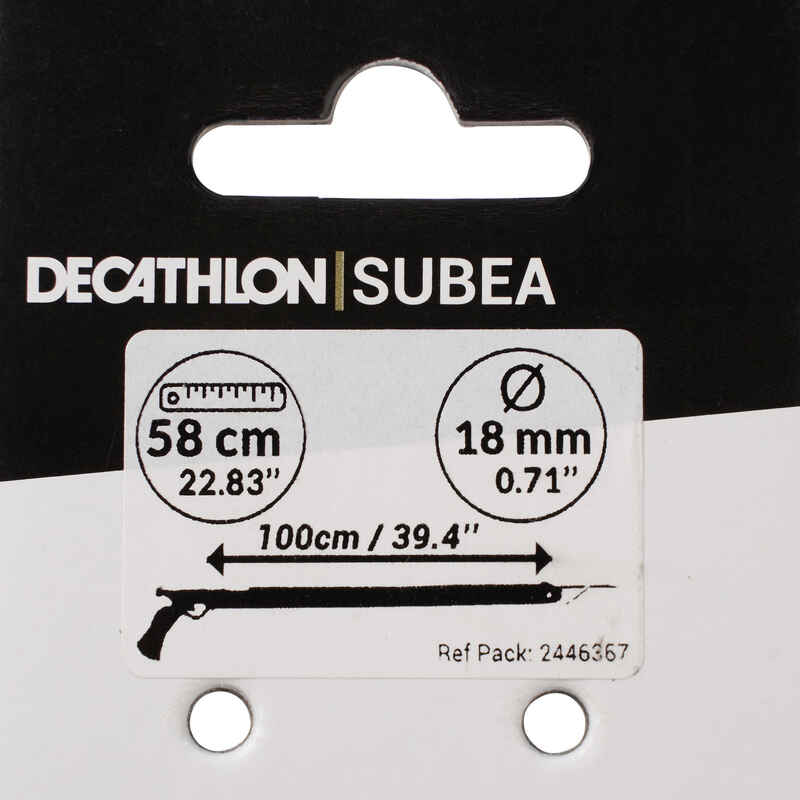 DECATHLON | SUBEA
58 cm
22.83''
Ø
18 mm
0.71''
100cm / 39.4''
Ref Pack: 2446367